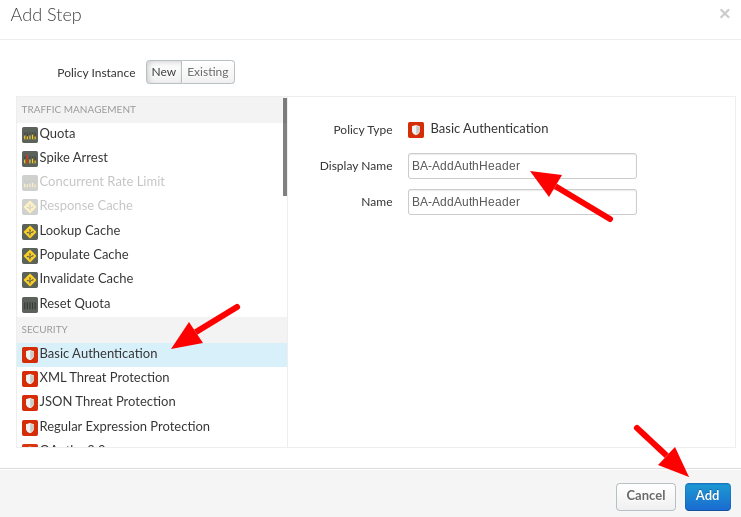 Add Step
×
Policy Instance New Existing
TRAFFIC MANAGEMENT
Quota
Spike Arrest
Concurrent Rate Limit
Response Cache
Lookup Cache
Populate Cache
Invalidate Cache
Reset Quota
SECURITY
Basic Authentication
XML Threat Protection
JSON Threat Protection
Regular Expression Protection
Policy Type Basic Authentication
Display Name BA-AddAuthHeader
Name BA-AddAuthHeader
Cancel Add